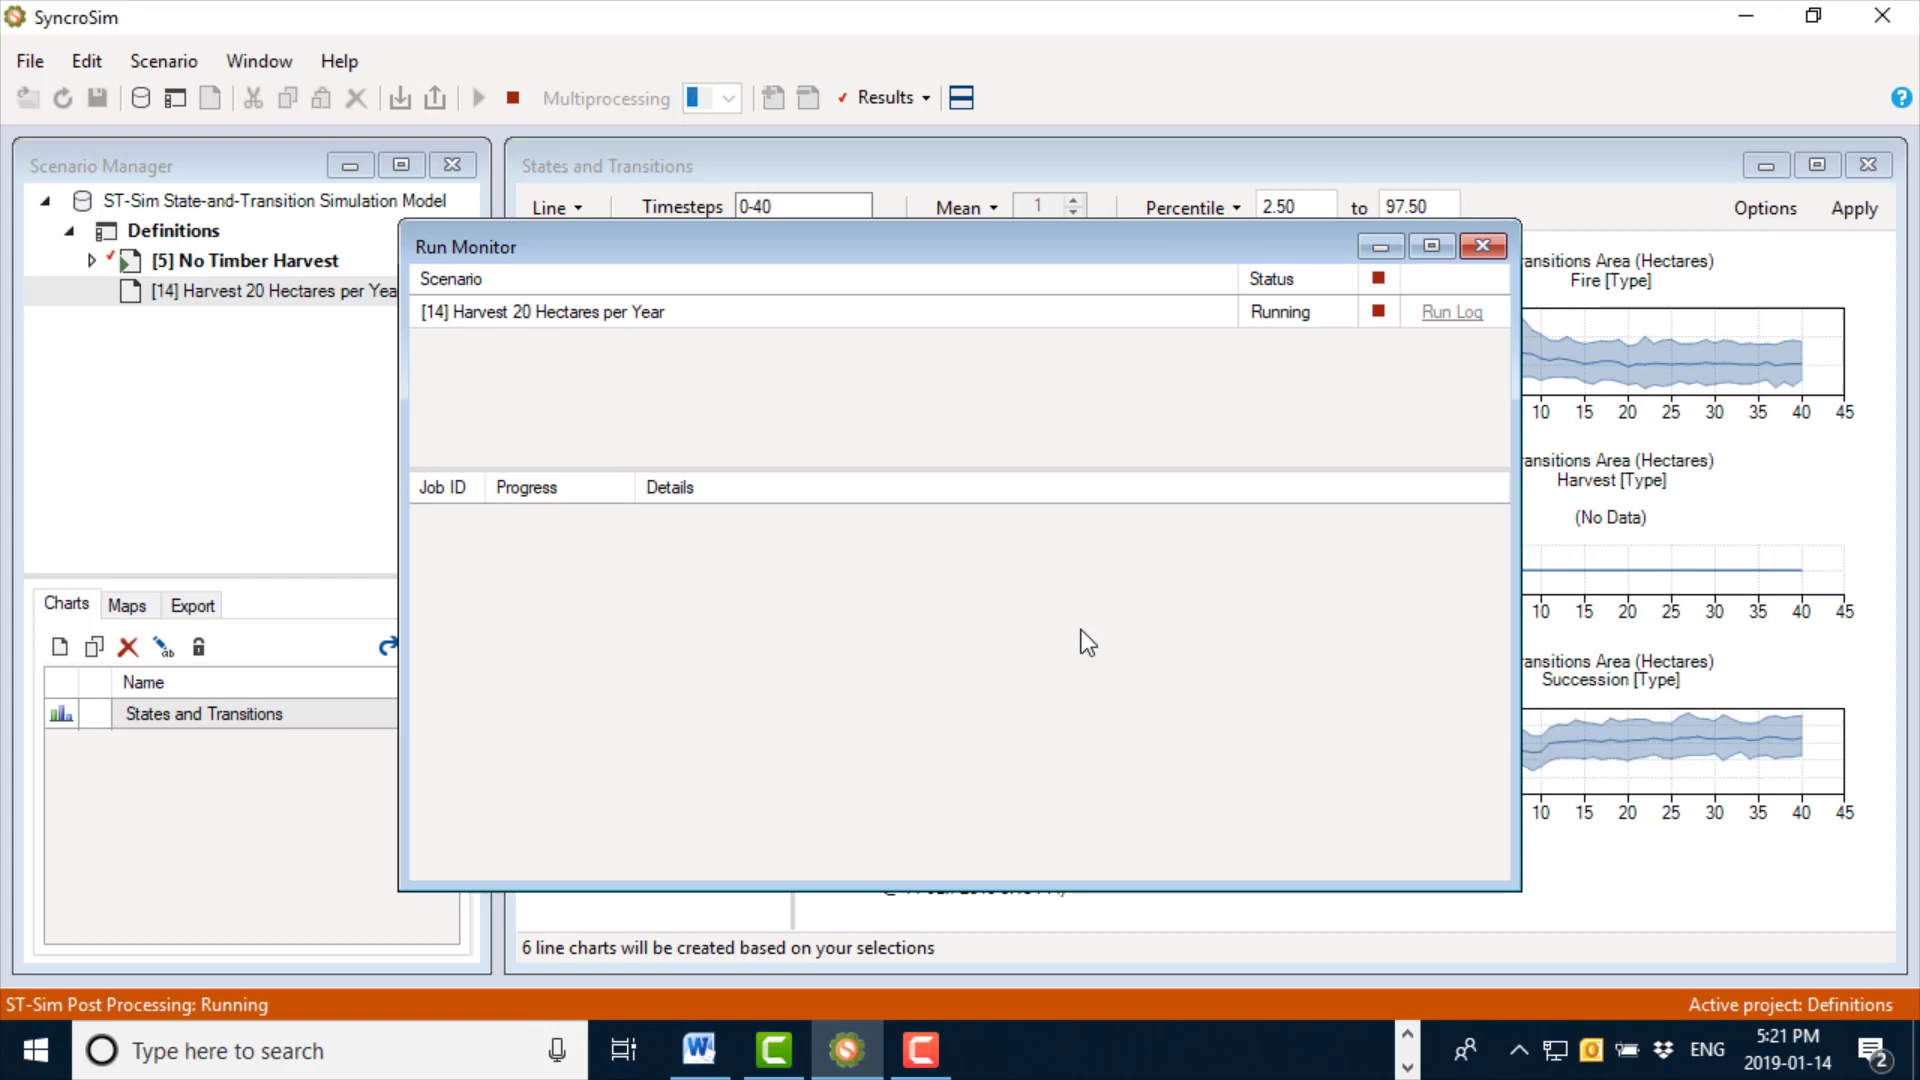 SyncroSim
File Edit Scenario Window Help
Multiprocessing Results
Scenario Manager
ST-Sim State-and-Transition Simulation Model
Definitions
[5] No Timber Harvest
[14] Harvest 20 Hectares per Yea
States and Transitions
Line Timesteps 0-40 Mean 1 Percentile 2.50 to 97.50 Options Apply
Run Monitor
Scenario Status
[14] Harvest 20 Hectares per Year Running Run Log
Job ID Progress Details
ansitions Area (Hectares)
Fire [Type]
10 15 20 25 30 35 40 45
ansitions Area (Hectares)
Harvest [Type]
(No Data)
10 15 20 25 30 35 40 45
ansitions Area (Hectares)
Succession [Type]
10 15 20 25 30 35 40 45
Charts Maps Export
ab
Name
States and Transitions
6 line charts will be created based on your selections
ST-Sim Post Processing: Running Active project: Definitions
Type here to search
ENG
5:21 PM
2019-01-14
2